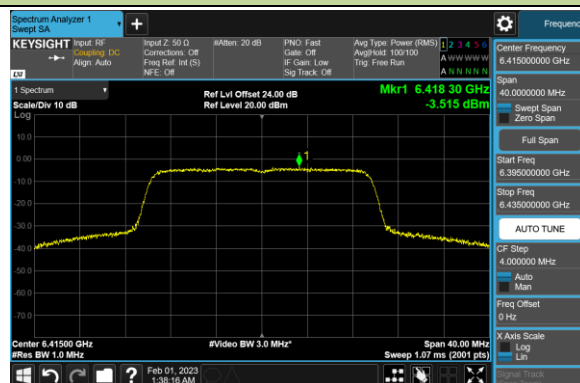 Spectrum Analyzer 1
Swept SA
Frequenc
KEYSIGHT
Input: RF
Coupling: DC
Align: Auto
Input Z: 50 Ω
Corrections: Off
Freq Ref: Int (S)
NFE: Off
#Atten: 20 dB
PNO: Fast
Gate: Off
IF Gain: Low
Sig Track: Off
Avg Type: Power (RMS)
Avg|Hold: 100/100
Trig: Free Run
1 2 3 4 5 6
A W W W W W
A N N N N N
LXI
1 Spectrum
Scale/Div 10 dB
Log
Ref Lvl Offset 24.00 dB
Ref Level 20.00 dBm
Mkr1 6.418 30 GHz
-3.515 dBm
10.0
0.00
-10.0
-20.0
-30.0
-40.0
-50.0
-60.0
-70.0
1
Center 6.41500 GHz
#Res BW 1.0 MHz
#Video BW 3.0 MHz*
Span 40.00 MHz
Sweep 1.07 ms (2001 pts)
Center Frequency
6.415000000 GHz
Span
40.0000000 MHz
Swept Span
Zero Span
Full Span
Start Freq
6.395000000 GHz
Stop Freq
6.435000000 GHz
AUTO TUNE
CF Step
4.000000 MHz
Auto
Man
Freq Offset
0 Hz
X Axis Scale
Log
Lin
Signal Track
Feb 01, 2023
1:38:16 AM